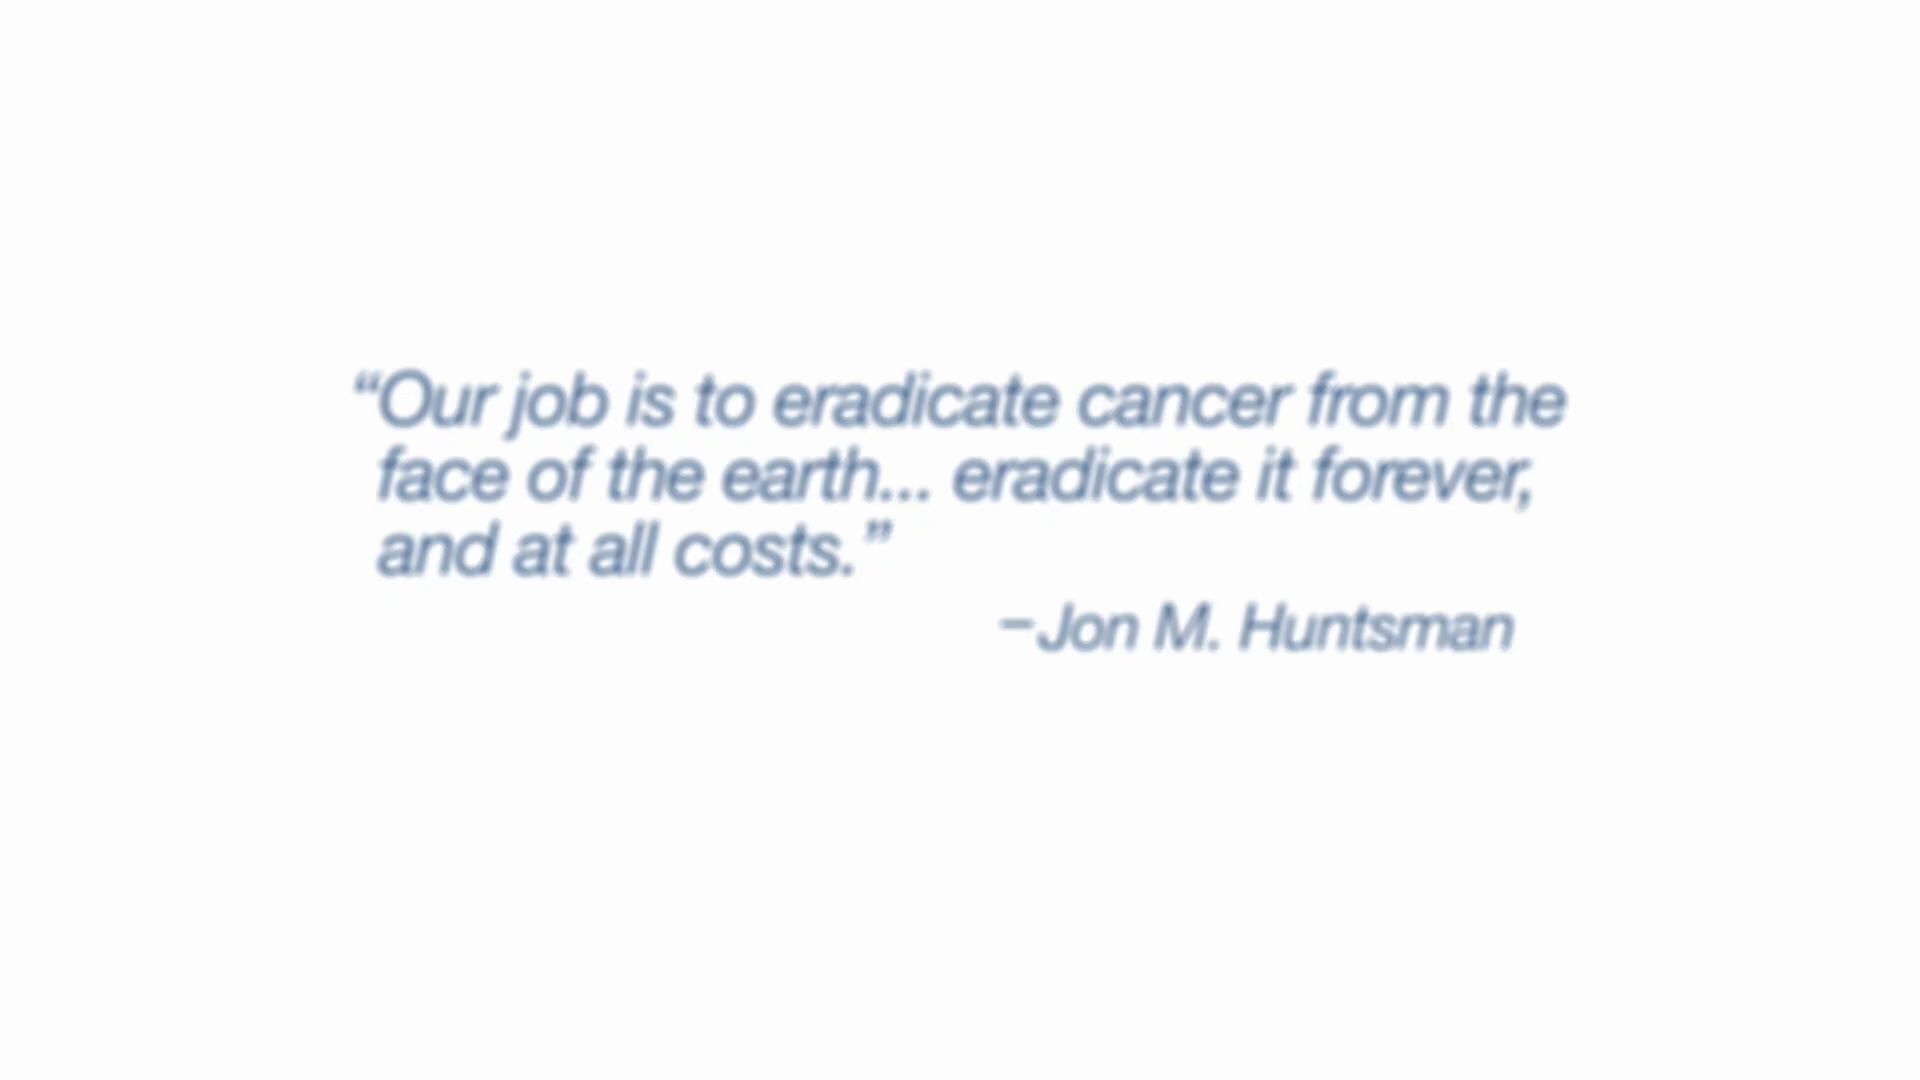 “Our job is to eradicate cancer from the
face of the earth... eradicate it forever,
and at all costs.”
–Jon M. Huntsman